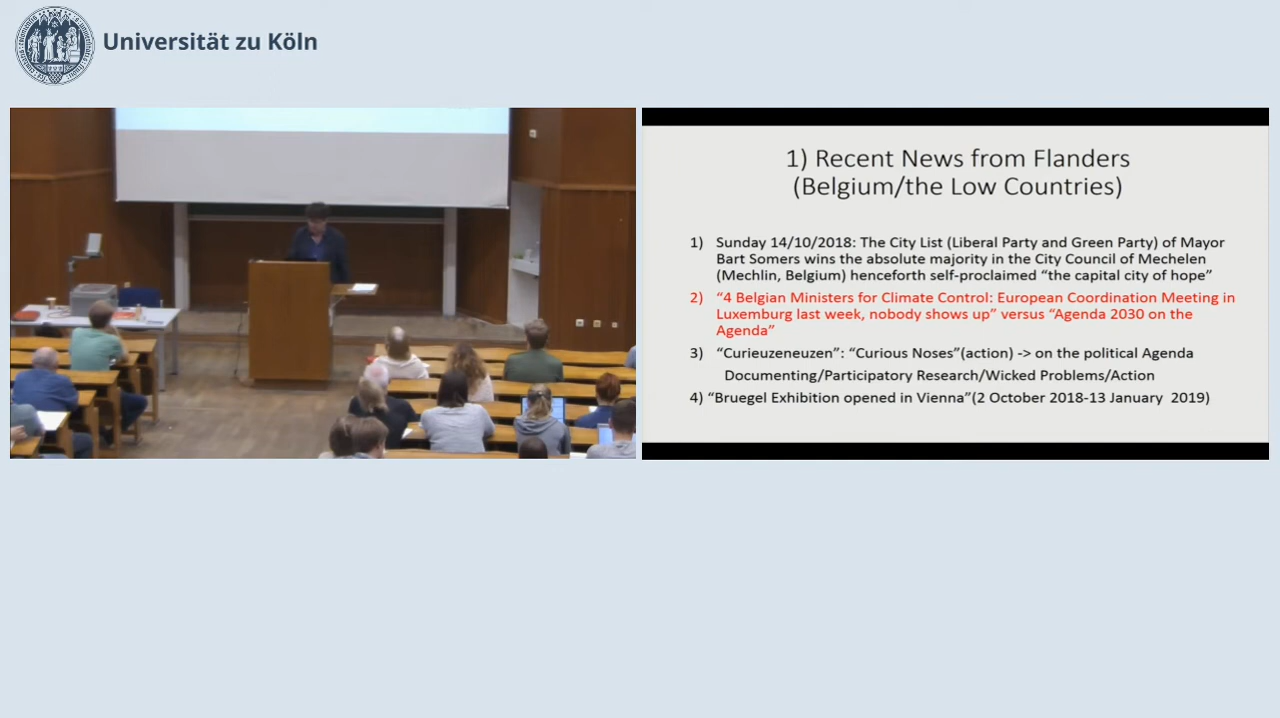 Universität zu Köln
1) Recent News from Flanders
(Belgium/the Low Countries)
1) Sunday 14/10/2018: The City List (Liberal Party and Green Party) of Mayor
Bart Somers wins the absolute majority in the City Council of Mechelen
(Mechlin, Belgium) henceforth self-proclaimed “the capital city of hope”
2) “4 Belgian Ministers for Climate Control: European Coordination Meeting in
Luxemburg last week, nobody shows up” versus “Agenda 2030 on the
Agenda”
3) “Curieuzeneuzen”: “Curious Noses”(action) -> on the political Agenda
Documenting/Participatory Research/Wicked Problems/Action
4) “Bruegel Exhibition opened in Vienna”(2 October 2018-13 January 2019)